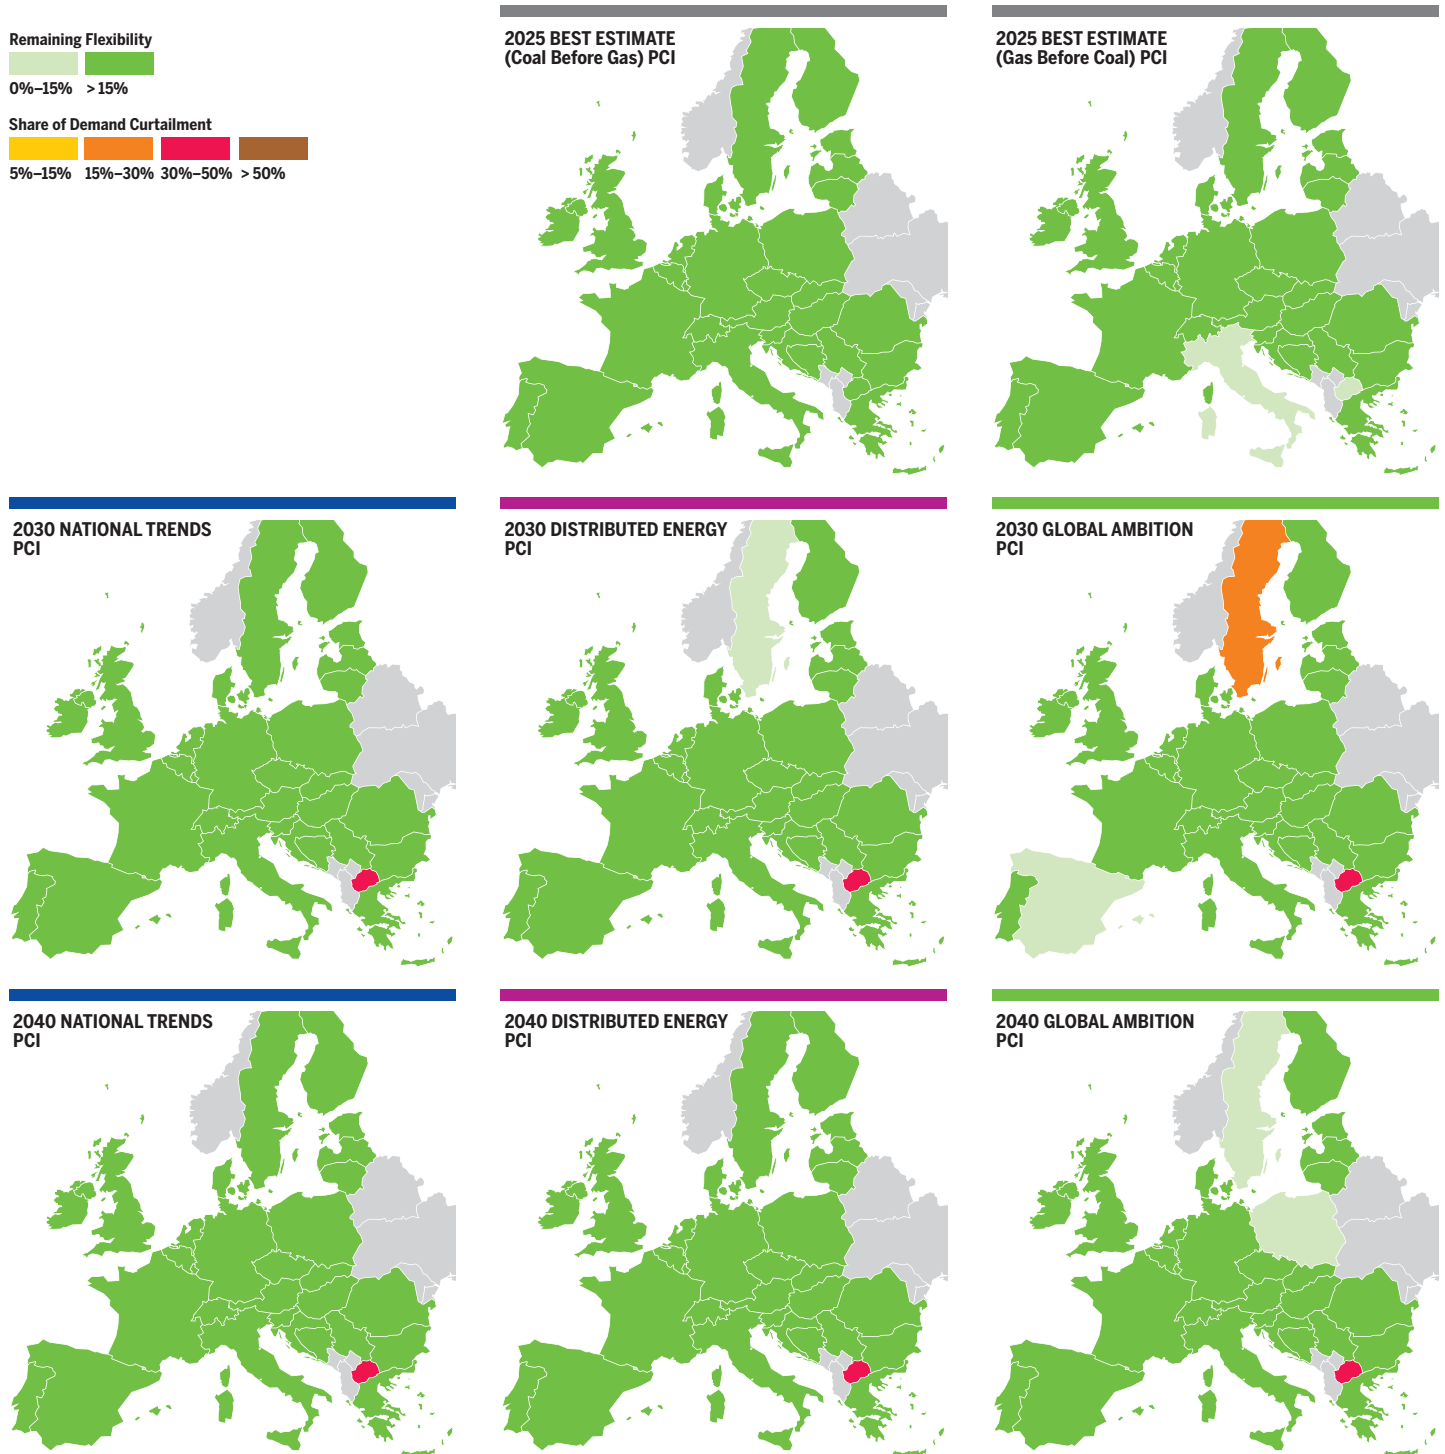 Remaining Flexibility
0%–15% > 15%
Share of Demand Curtailment
5%–15% 15%–30% 30%–50% > 50%
2025 BEST ESTIMATE
(Coal Before Gas) PCI
2025 BEST ESTIMATE
(Gas Before Coal) PCI
2030 NATIONAL TRENDS
PCI
2030 DISTRIBUTED ENERGY
PCI
2030 GLOBAL AMBITION
PCI
2040 NATIONAL TRENDS
PCI
2040 DISTRIBUTED ENERGY
PCI
2040 GLOBAL AMBITION
PCI